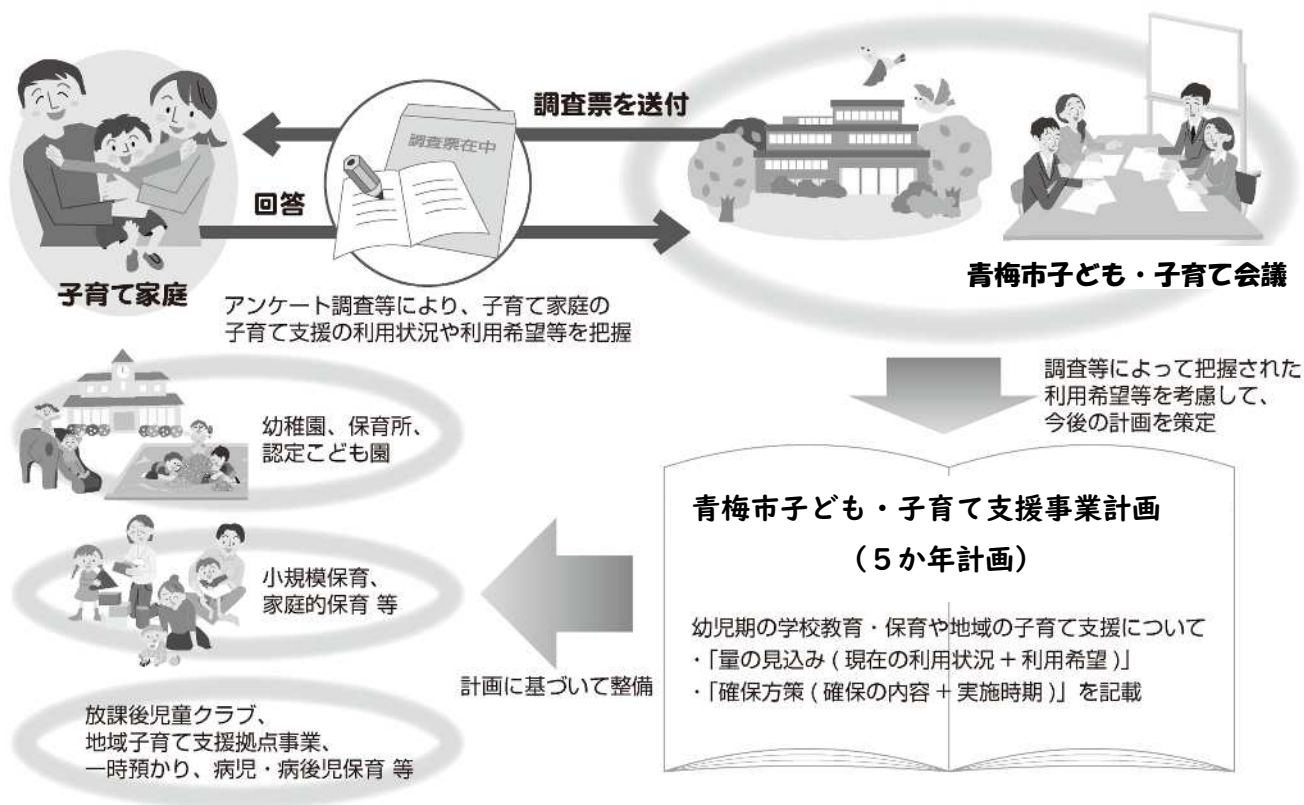 調査票を送付
調査票在中
回答
子育て家庭
アンケート調査等により、子育て家庭の
子育て支援の利用状況や利用希望等を把握
青梅市子ども・子育て会議
調査等によって把握された
利用希望等を考慮して、
今後の計画を策定
青梅市子ども・子育て支援事業計画
(5か年計画)
幼児期の学校教育・保育や地域の子育て支援について
・「量の見込み(現在の利用状況+利用希望)」
・「確保方策(確保の内容+実施時期)」を記載
計画に基づいて整備
幼稚園、保育所、
認定こども園
小規模保育、
家庭的保育 等
放課後児童クラブ、
地域子育て支援拠点事業、
一時預かり、病児・病後児保育 等